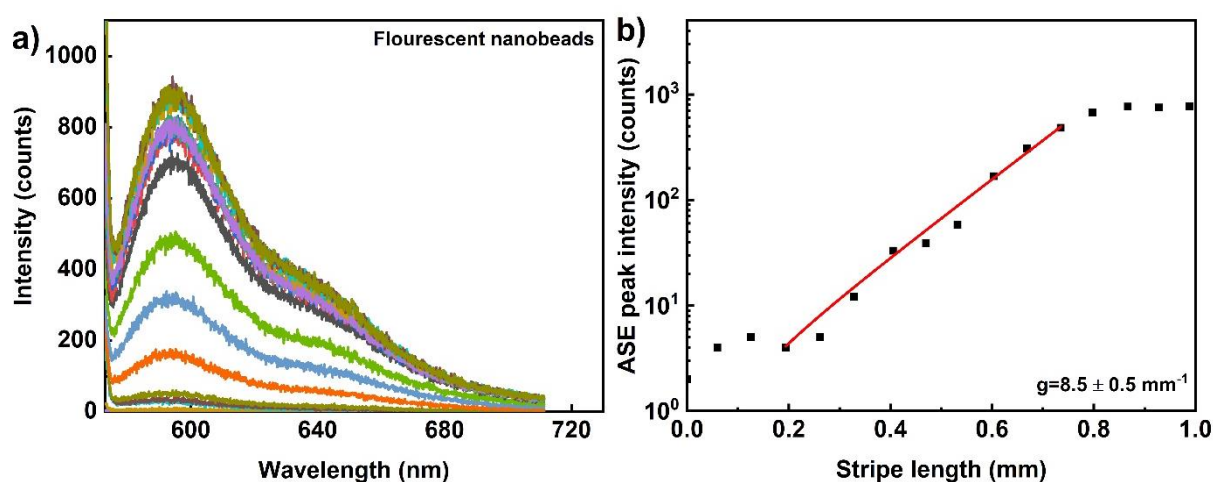 a)
Flourescent nanobeads
Intensity (counts)
1000
800
600
400
200
0
600
640
680
720
Wavelength (nm)
b)
ASE peak intensity (counts)
10³
10²
10¹
10⁰
g=8.5 ± 0.5 mm⁻¹
0.0
0.2
0.4
0.6
0.8
1.0
Stripe length (mm)